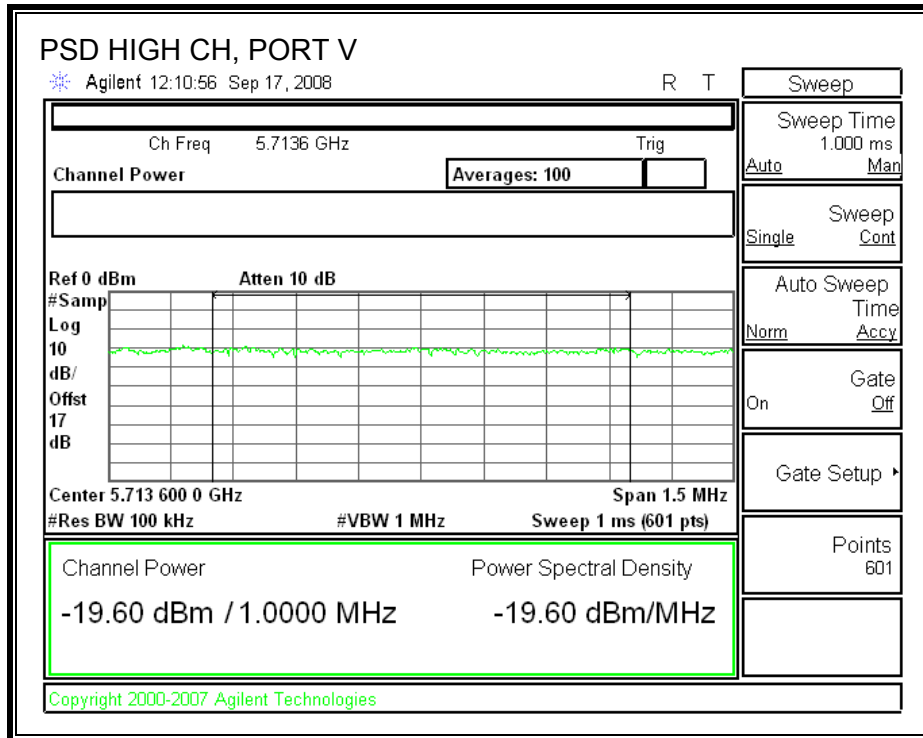 PSD HIGH CH, PORT V
Agilent 12:10:56 Sep 17, 2008 R T
Ch Freq 5.7136 GHz Trig
Channel Power Averages: 100
Ref 0 dBm Atten 10 dB
#Samp
Log
10
dB/
Offst
17
dB
Center 5.713 600 0 GHz Span 1.5 MHz
#Res BW 100 kHz #VBW 1 MHz Sweep 1 ms (601 pts)
Channel Power Power Spectral Density
-19.60 dBm / 1.0000 MHz -19.60 dBm/MHz
Copyright 2000-2007 Agilent Technologies
Sweep
Sweep Time
1.000 ms
Auto Man
Sweep
Single Cont
Auto Sweep
Time
Norm Accy
Gate
On Off
Gate Setup
Points
601